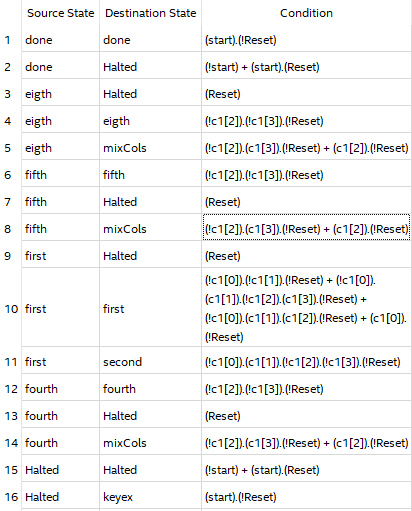 Source State Destination State Condition
1 done done (start).(!Reset)
2 done Halted (!start) + (start).(Reset)
3 eigth Halted (Reset)
4 eigth eigth (!c1[2]).(!c1[3]).(!Reset)
5 eigth mixCols (!c1[2]).(c1[3]).(!Reset) + (c1[2]).(!Reset)
6 fifth fifth (!c1[2]).(!c1[3]).(!Reset)
7 fifth Halted (Reset)
8 fifth mixCols (!c1[2]).(c1[3]).(!Reset) + (c1[2]).(!Reset)
9 first Halted (Reset)
10 first first (!c1[0]).(!c1[1]).(!Reset) + (!c1[0]).
(c1[1]).(!c1[2]).(c1[3]).(!Reset) +
(!c1[0]).(c1[1]).(c1[2]).(!Reset) + (c1[0]).
(!Reset)
11 first second (!c1[0]).(c1[1]).(!c1[2]).(!c1[3]).(!Reset)
12 fourth fourth (!c1[2]).(!c1[3]).(!Reset)
13 fourth Halted (Reset)
14 fourth mixCols (!c1[2]).(c1[3]).(!Reset) + (c1[2]).(!Reset)
15 Halted Halted (!start) + (start).(Reset)
16 Halted keyex (start).(!Reset)